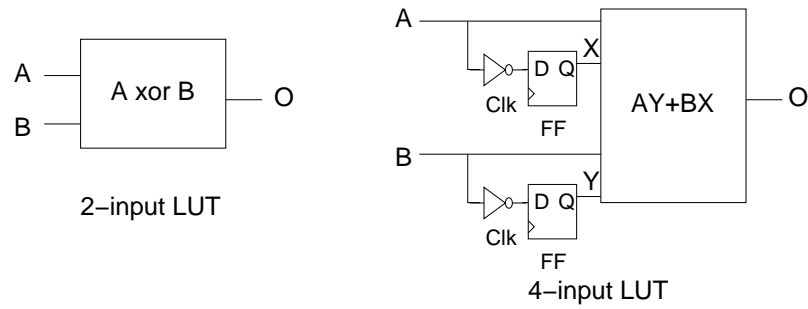 A
B
A xor B
O
2−input LUT
A
X
D Q
Clk
FF
B
Y
D Q
Clk
FF
AY+BX
O
4−input LUT